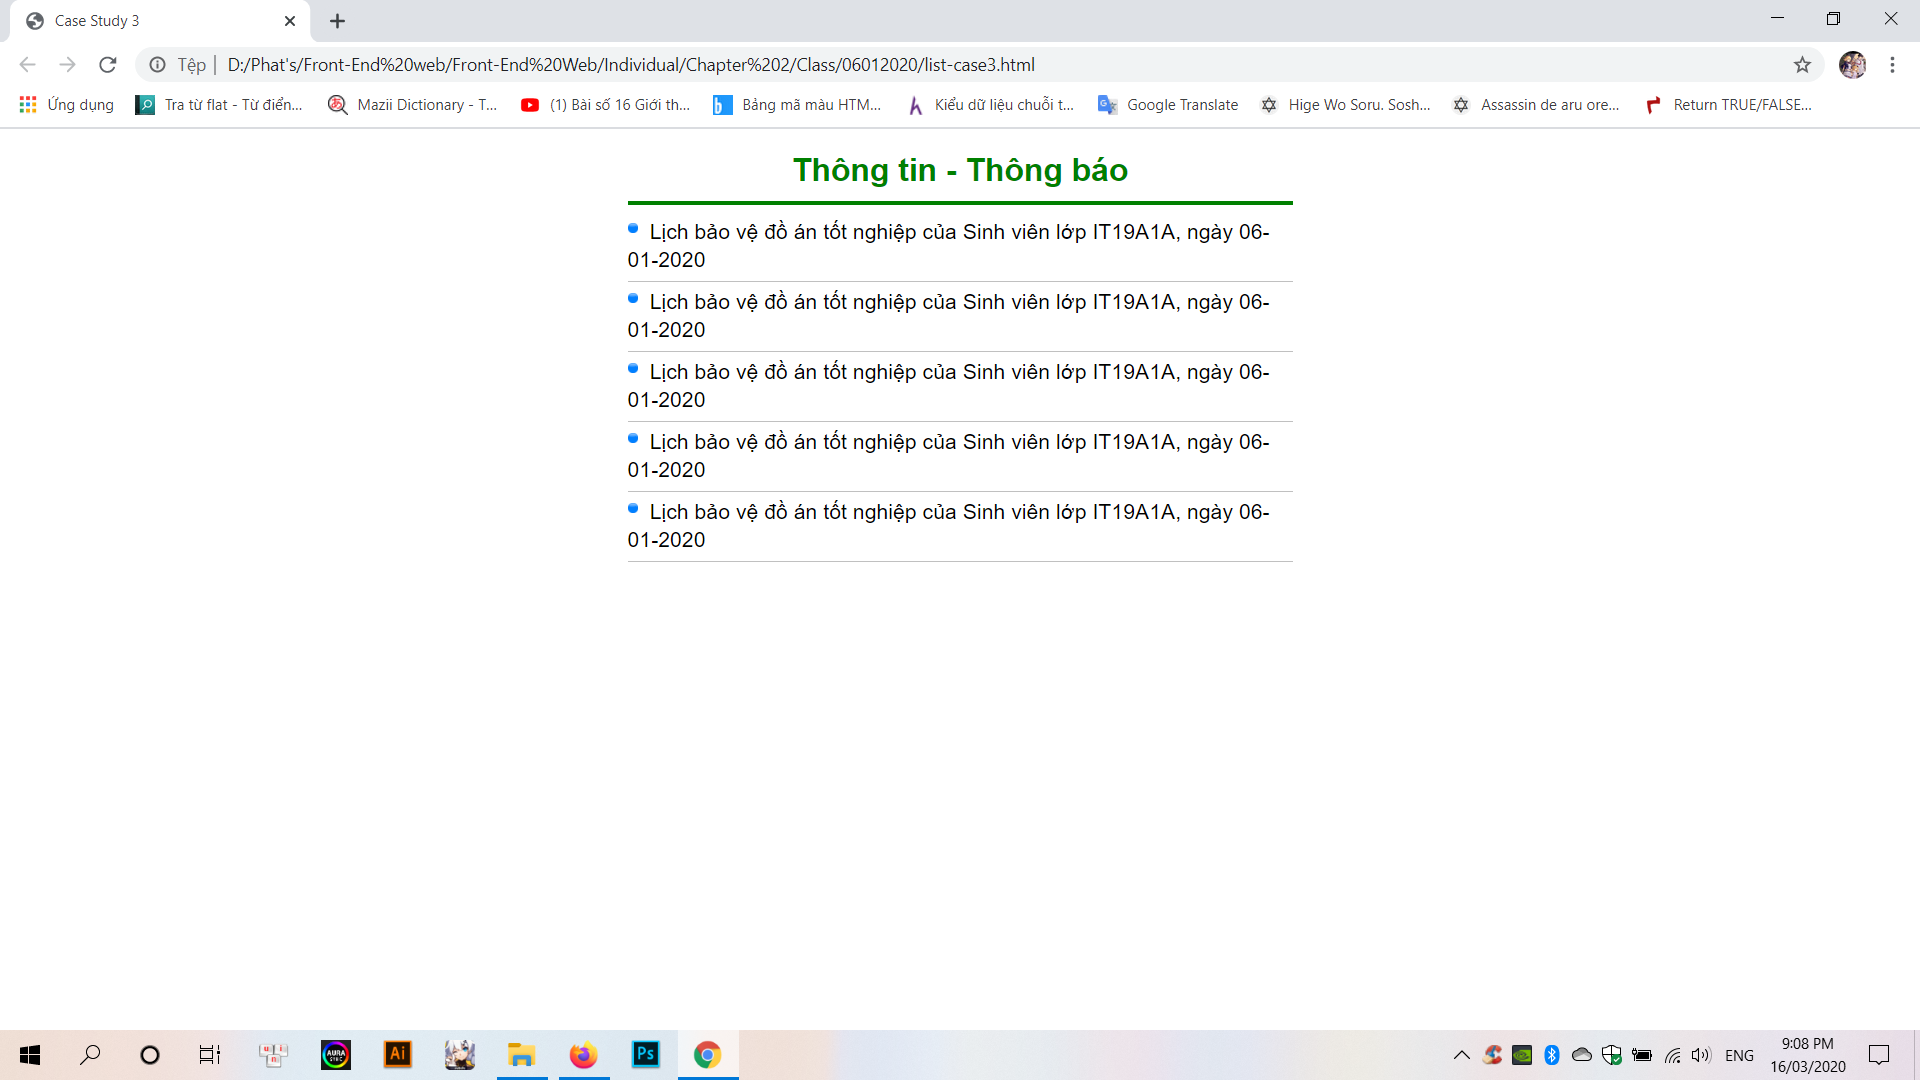 Case Study 3
Tệp | D:/Phat's/Front-End%20web/Front-End%20Web/Individual/Chapter%202/Class/06012020/list-case3.html
Ứng dụng Tra từ flat - Từ điển... Mazii Dictionary - T... (1) Bài số 16 Giới th... Bảng mã màu HTM... Kiểu dữ liệu chuỗi t... Google Translate Hige Wo Soru. Sosh... Assassin de aru ore... Return TRUE/FALSE...
Thông tin - Thông báo
Lịch bảo vệ đồ án tốt nghiệp của Sinh viên lớp IT19A1A, ngày 06-
01-2020
Lịch bảo vệ đồ án tốt nghiệp của Sinh viên lớp IT19A1A, ngày 06-
01-2020
Lịch bảo vệ đồ án tốt nghiệp của Sinh viên lớp IT19A1A, ngày 06-
01-2020
Lịch bảo vệ đồ án tốt nghiệp của Sinh viên lớp IT19A1A, ngày 06-
01-2020
Lịch bảo vệ đồ án tốt nghiệp của Sinh viên lớp IT19A1A, ngày 06-
01-2020
AURA
Ai
Ps
ENG
9:08 PM
16/03/2020